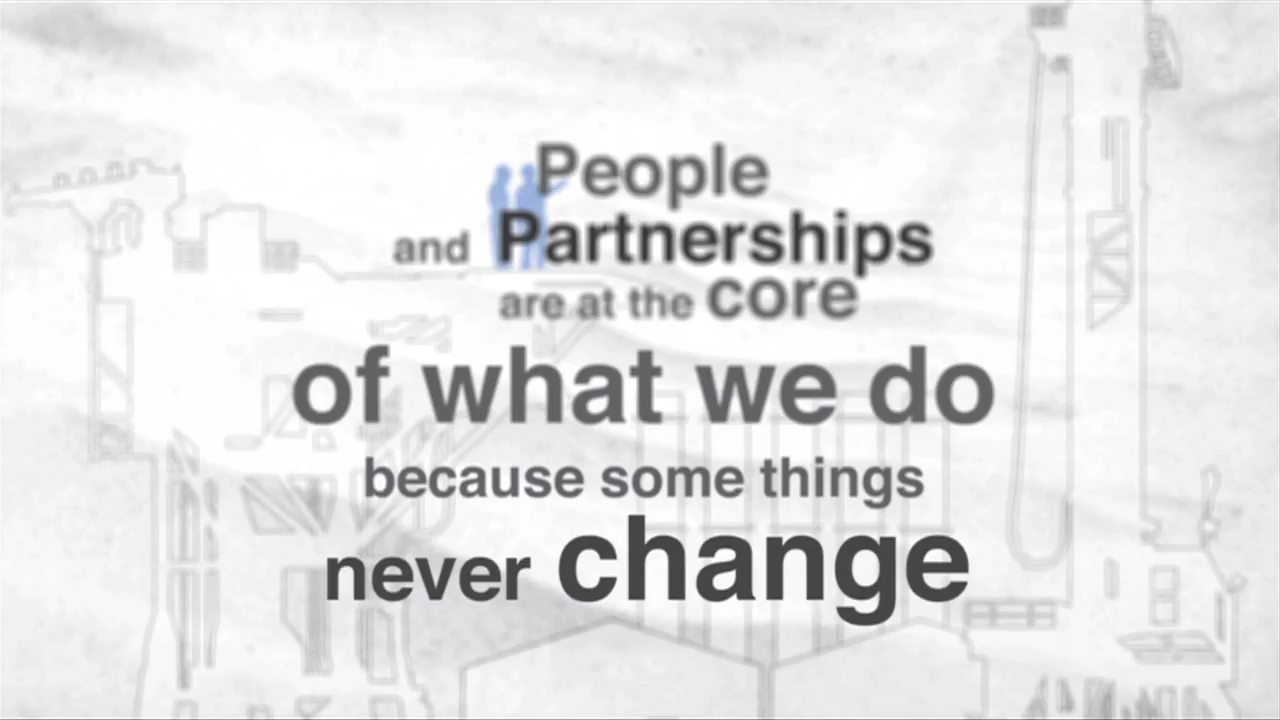 People
and Partnerships
are at the core
of what we do
because some things
never change